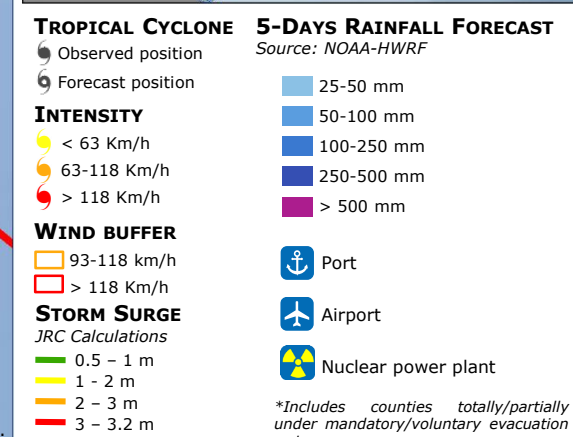 TROPICAL CYCLONE
Observed position
Forecast position
INTENSITY
< 63 Km/h
63-118 Km/h
> 118 Km/h
WIND BUFFER
93-118 km/h
> 118 Km/h
STORM SURGE
JRC Calculations
0.5 – 1 m
1 - 2 m
2 – 3 m
3 – 3.2 m
5-DAYS RAINFALL FORECAST
Source: NOAA-HWRF
25-50 mm
50-100 mm
100-250 mm
250-500 mm
> 500 mm
Port
Airport
Nuclear power plant
*Includes counties totally/partially
under mandatory/voluntary evacuation